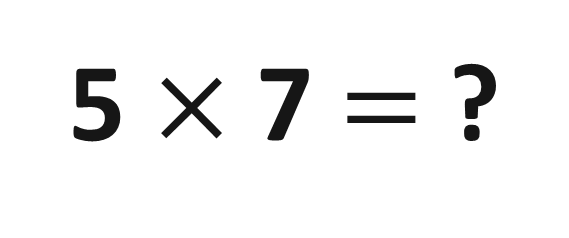 5 × 7 = ?